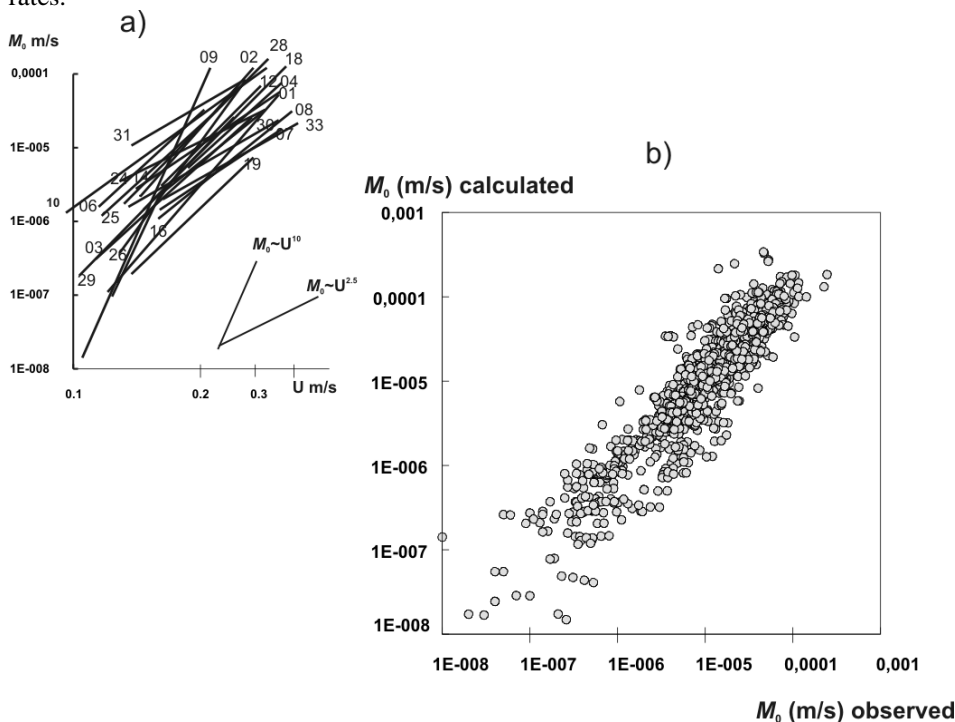 rates.
a)
M₀ m/s
09
02
28
18
0,0001
12
04
01
08
31
30
07
33
1E-005
24
14
19
10
06
25
1E-006
16
03
26
29
M₀~U¹⁰
1E-007
M₀~U²·⁵
1E-008
U m/s
0.1
0.2
0.3
b)
M₀ (m/s) calculated
0,001
0,0001
1E-005
1E-006
1E-007
1E-008
1E-008
1E-007
1E-006
1E-005
0,0001
0,001
M₀ (m/s) observed